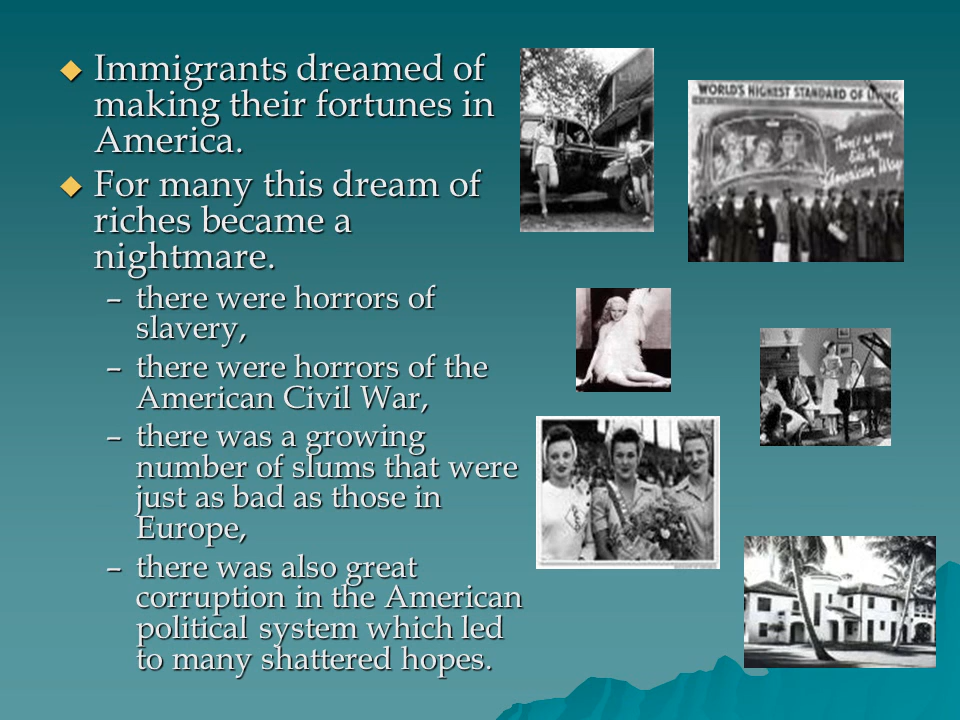 ◆ Immigrants dreamed of
making their fortunes in
America.
◆ For many this dream of
riches became a
nightmare.
– there were horrors of
slavery,
– there were horrors of the
American Civil War,
– there was a growing
number of slums that were
just as bad as those in
Europe,
– there was also great
corruption in the American
political system which led
to many shattered hopes.
WORLD'S HIGHEST STANDARD OF LIVING
There's no way
like the
American Way